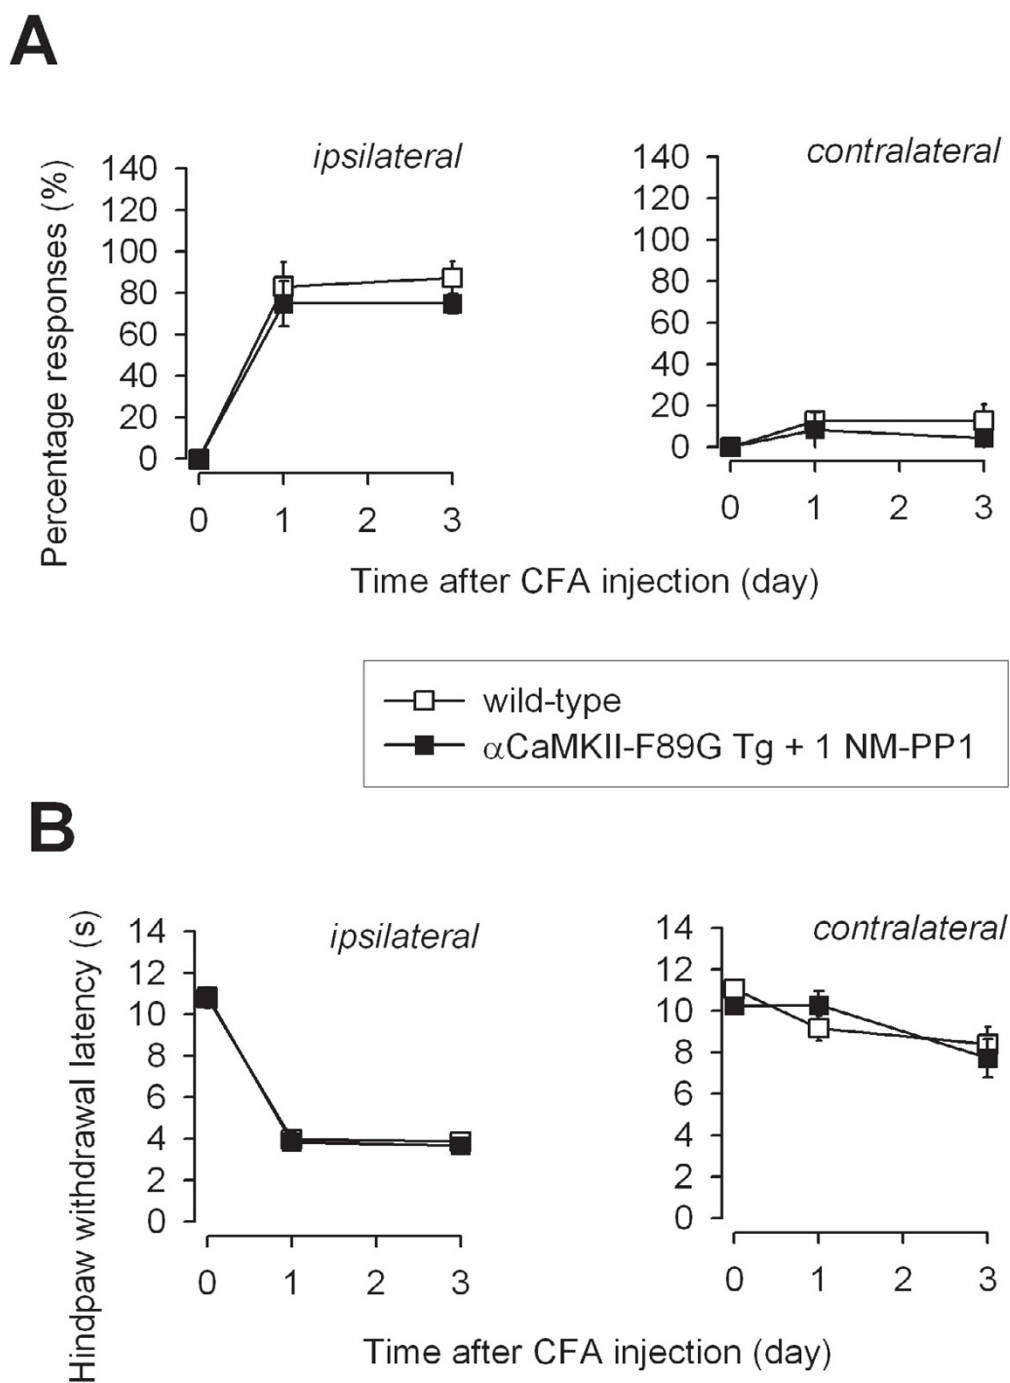 A
ipsilateral
contralateral
Percentage responses (%)
140
120
100
80
60
40
20
0
0 1 2 3
140
120
100
80
60
40
20
0
0 1 2 3
Time after CFA injection (day)
wild-type
αCaMKII-F89G Tg + 1 NM-PP1
B
ipsilateral
contralateral
Hindpaw withdrawal latency (s)
14
12
10
8
6
4
2
0
0 1 2 3
14
12
10
8
6
4
2
0
0 1 2 3
Time after CFA injection (day)